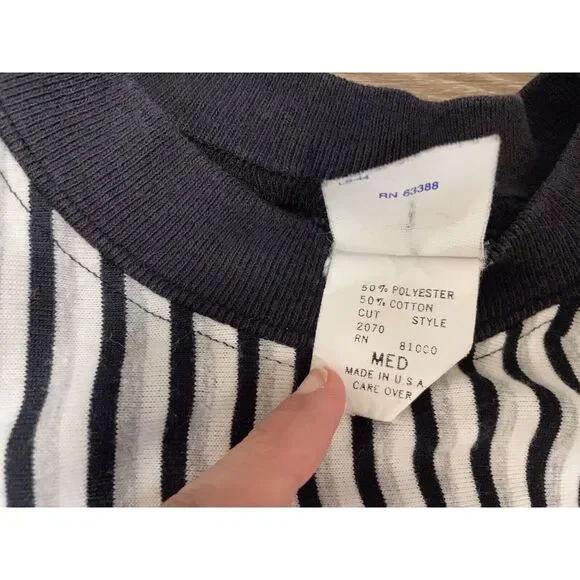 RN 63388
50% POLYESTER
50% COTTON
CUT STYLE
2070
RN 81000
MED
MADE IN U.S.A
CARE OVER